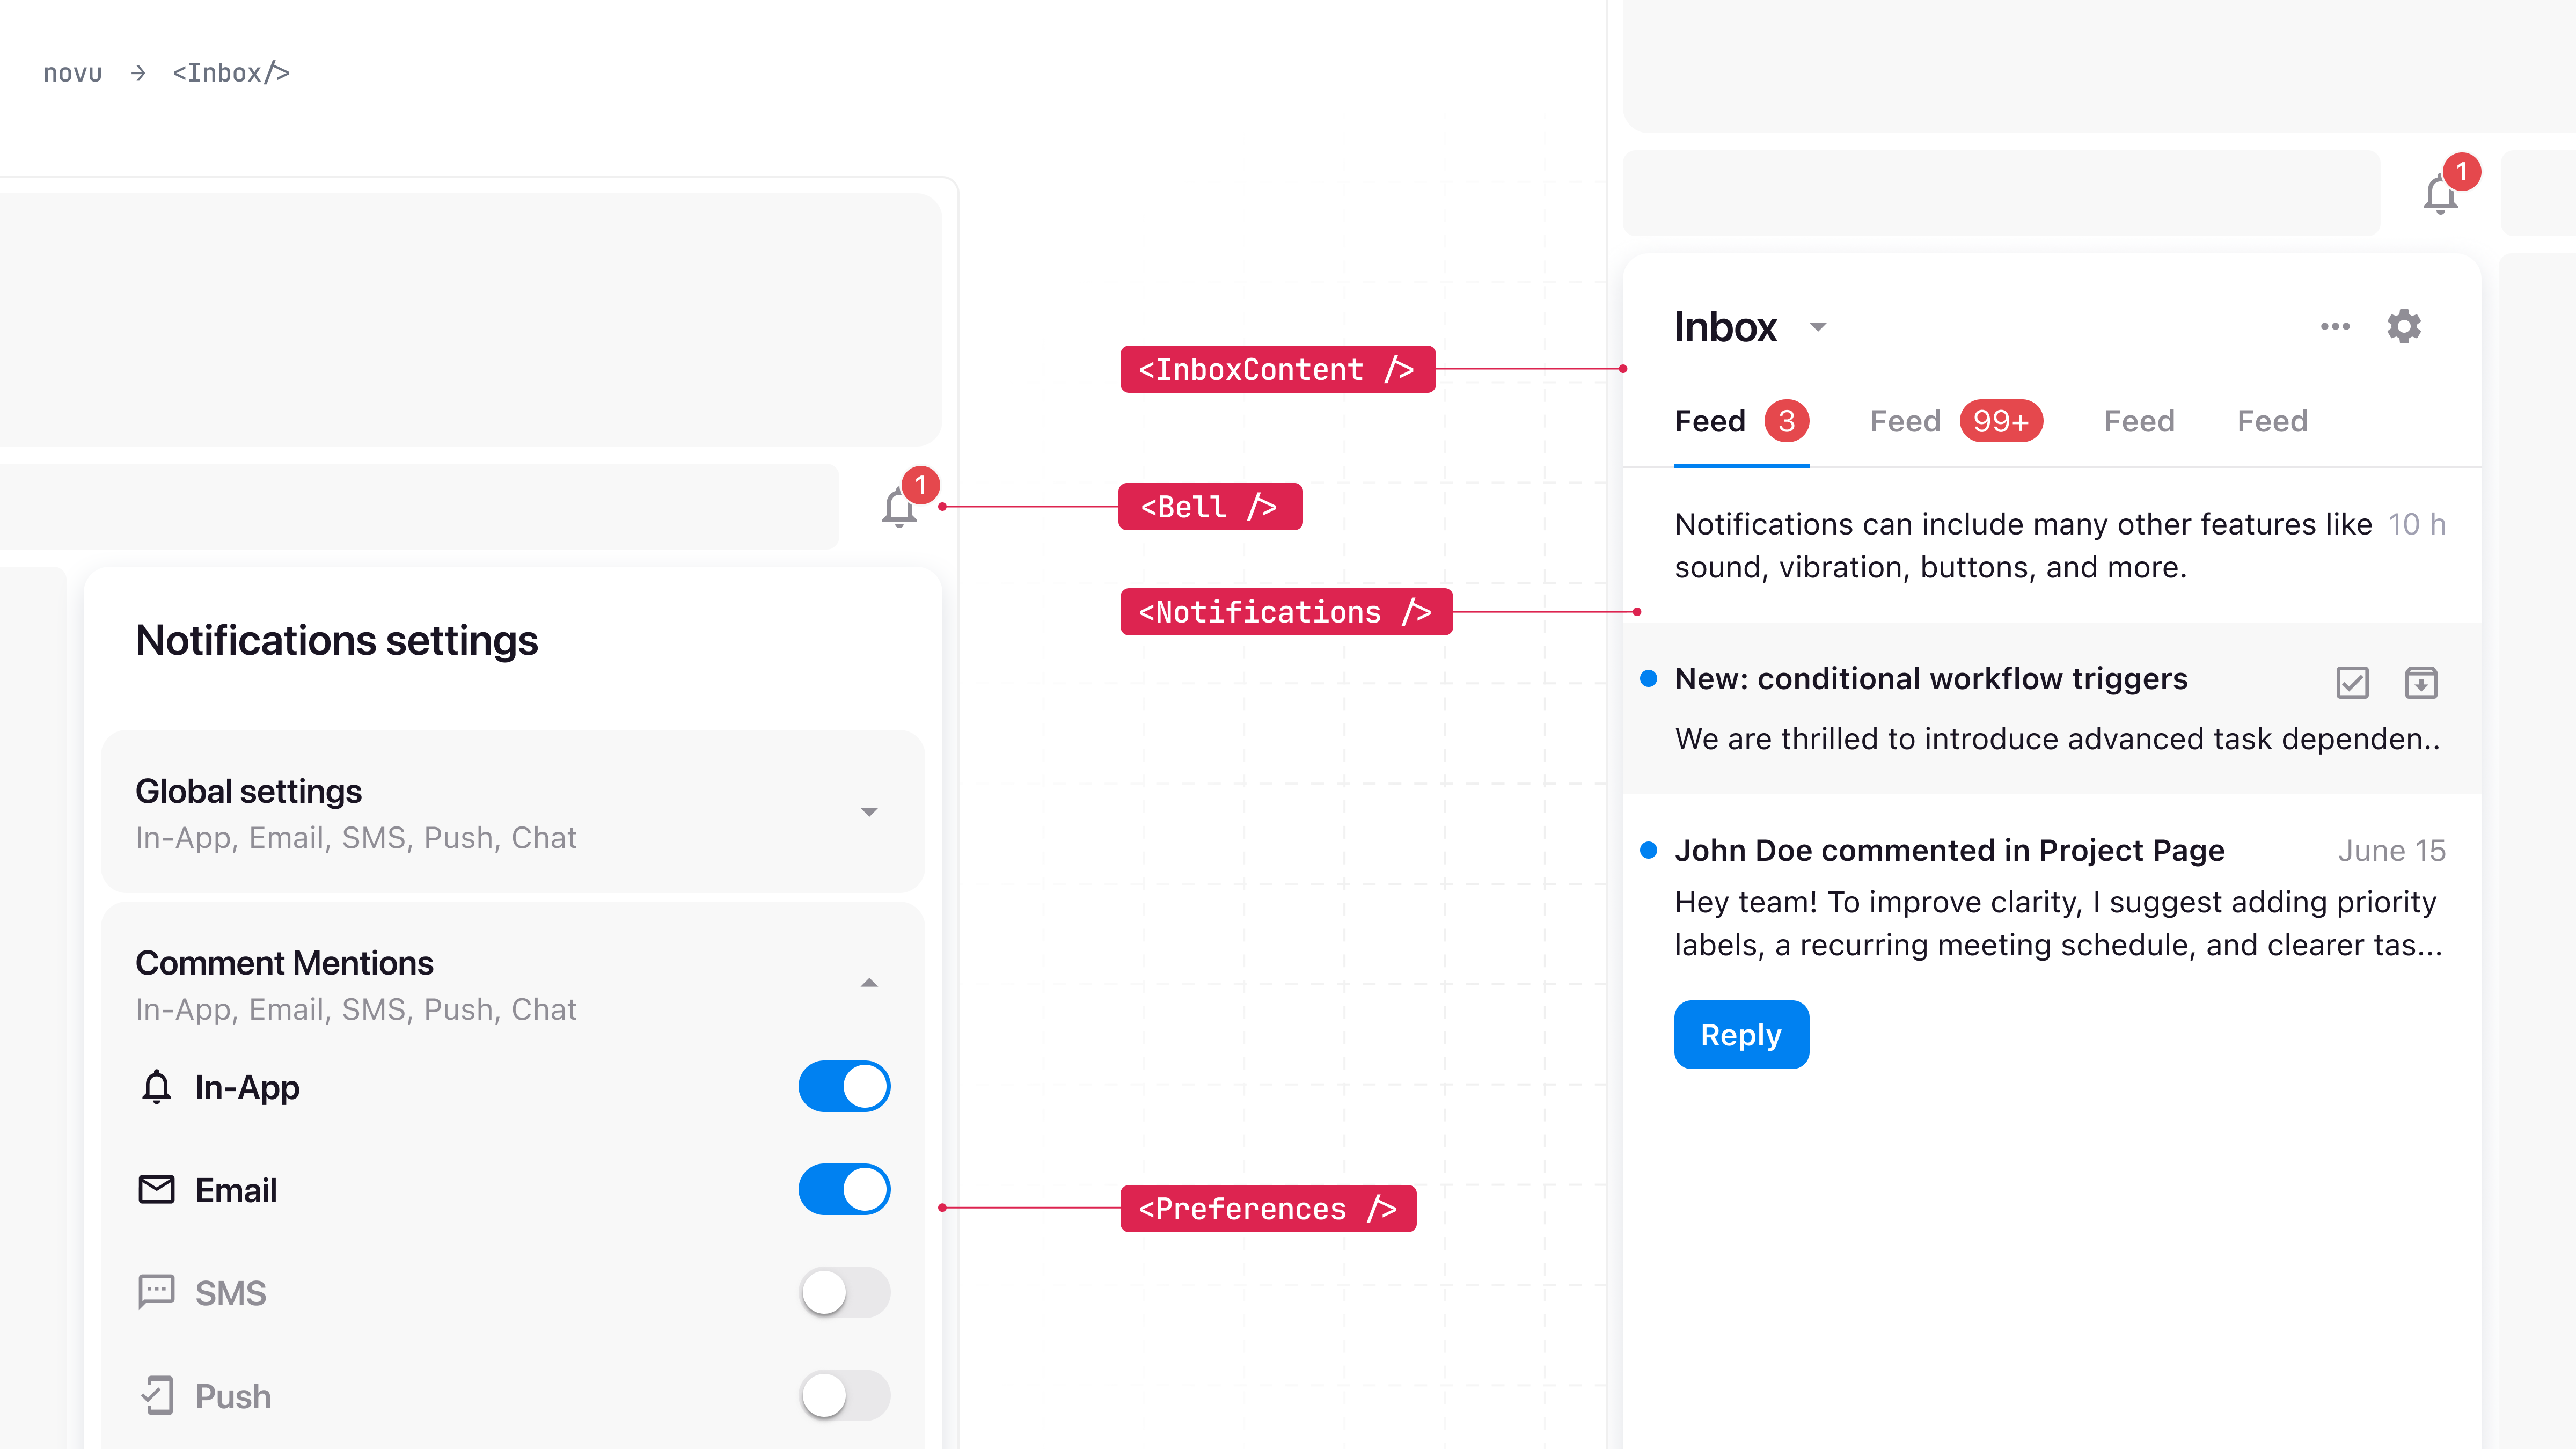 novu → <Inbox/>
1
Notifications settings
Global settings
In-App, Email, SMS, Push, Chat
Comment Mentions
In-App, Email, SMS, Push, Chat
In-App
Email
SMS
Push
<InboxContent />
<Bell />
<Notifications />
<Preferences />
1
Inbox
Feed 3 Feed 99+ Feed Feed
Notifications can include many other features like 10 h
sound, vibration, buttons, and more.
New: conditional workflow triggers
We are thrilled to introduce advanced task dependen..
John Doe commented in Project Page June 15
Hey team! To improve clarity, I suggest adding priority
labels, a recurring meeting schedule, and clearer tas...
Reply